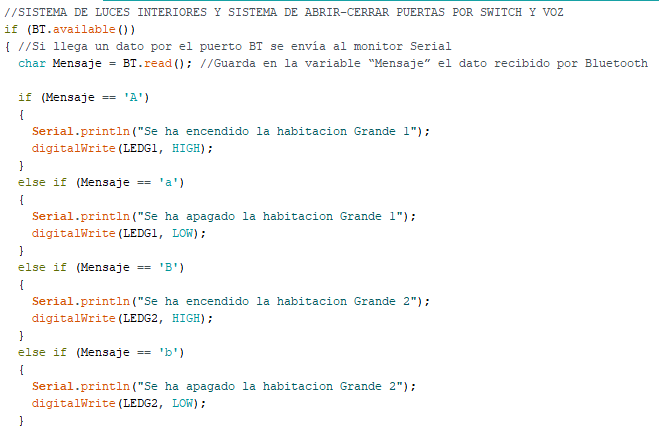 //SISTEMA DE LUCES INTERIORES Y SISTEMA DE ABRIR-CERRAR PUERTAS POR SWITCH Y VOZ
if (BT.available())
{ //Si llega un dato por el puerto BT se envía al monitor Serial
char Mensaje = BT.read(); //Guarda en la variable “Mensaje” el dato recibido por Bluetooth
if (Mensaje == 'A')
{
Serial.println("Se ha encendido la habitacion Grande 1");
digitalWrite(LEDG1, HIGH);
}
else if (Mensaje == 'a')
{
Serial.println("Se ha apagado la habitacion Grande 1");
digitalWrite(LEDG1, LOW);
}
else if (Mensaje == 'B')
{
Serial.println("Se ha encendido la habitacion Grande 2");
digitalWrite(LEDG2, HIGH);
}
else if (Mensaje == 'b')
{
Serial.println("Se ha apagado la habitacion Grande 2");
digitalWrite(LEDG2, LOW);
}